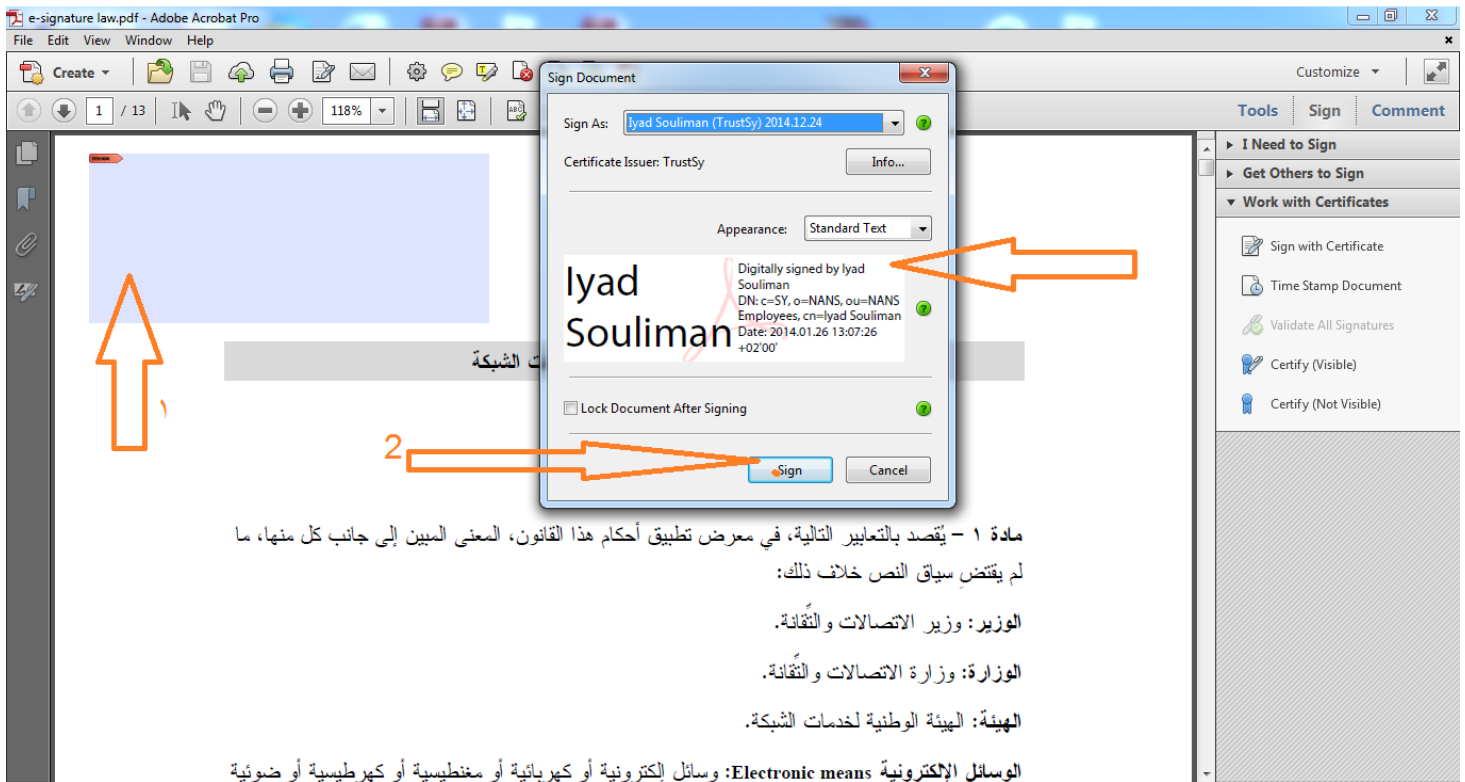 e-signature law.pdf - Adobe Acrobat Pro
File Edit View Window Help
Create
Customize
1 / 13
118%
Tools Sign Comment
Sign Document
Sign As: Iyad Souliman (TrustSy) 2014.12.24
Certificate Issuer: TrustSy
Info...
Appearance: Standard Text
Iyad
Souliman
Digitally signed by Iyad
Souliman
DN: c=SY, o=NANS, ou=NANS
Employees, cn=Iyad Souliman
Date: 2014.01.26 13:07:26
+02'00'
Lock Document After Signing
Sign
Cancel
I Need to Sign
Get Others to Sign
Work with Certificates
Sign with Certificate
Time Stamp Document
Validate All Signatures
Certify (Visible)
Certify (Not Visible)
١
2
ت الشبكة
مادة ١ – يُقصد بالتعابير التالية، في معرض تطبيق أحكام هذا القانون، المعنى المبين إلى جانب كل منها، ما
لم يقتضِ سياق النص خلاف ذلك:
الوزير: وزير الاتصالات والتِّقانة.
الوزارة: وزارة الاتصالات والتِّقانة.
الهيئة: الهيئة الوطنية لخدمات الشبكة.
الوسائل الإلكترونية Electronic means: وسائل إلكترونية أو كهربائية أو مغنطيسية أو كهرطيسية أو ضوئية